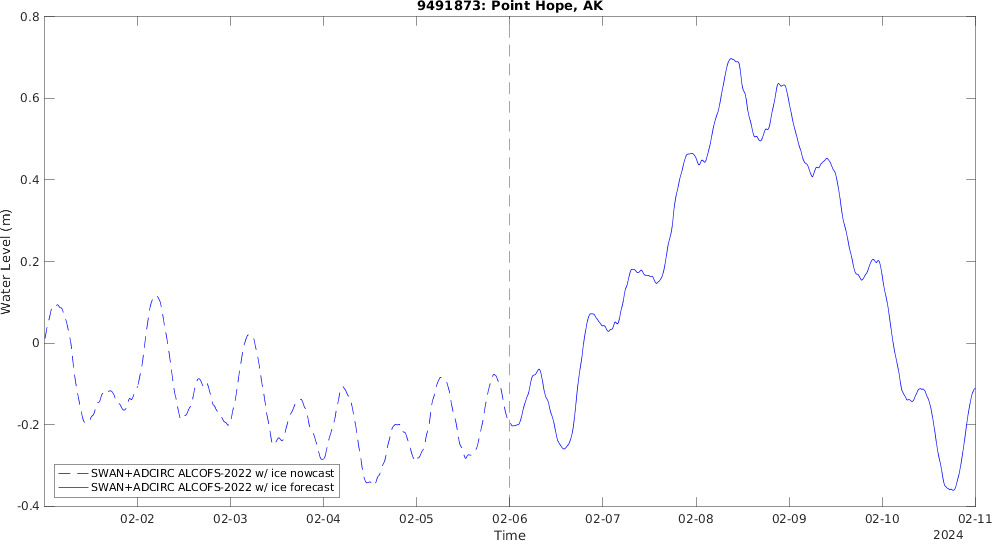 9491873: Point Hope, AK
Water Level (m)
0.8
0.6
0.4
0.2
0
-0.2
-0.4
SWAN+ADCIRC ALCOFS-2022 w/ ice nowcast
SWAN+ADCIRC ALCOFS-2022 w/ ice forecast
02-02 02-03 02-04 02-05 02-06 02-07 02-08 02-09 02-10 02-11
Time
2024